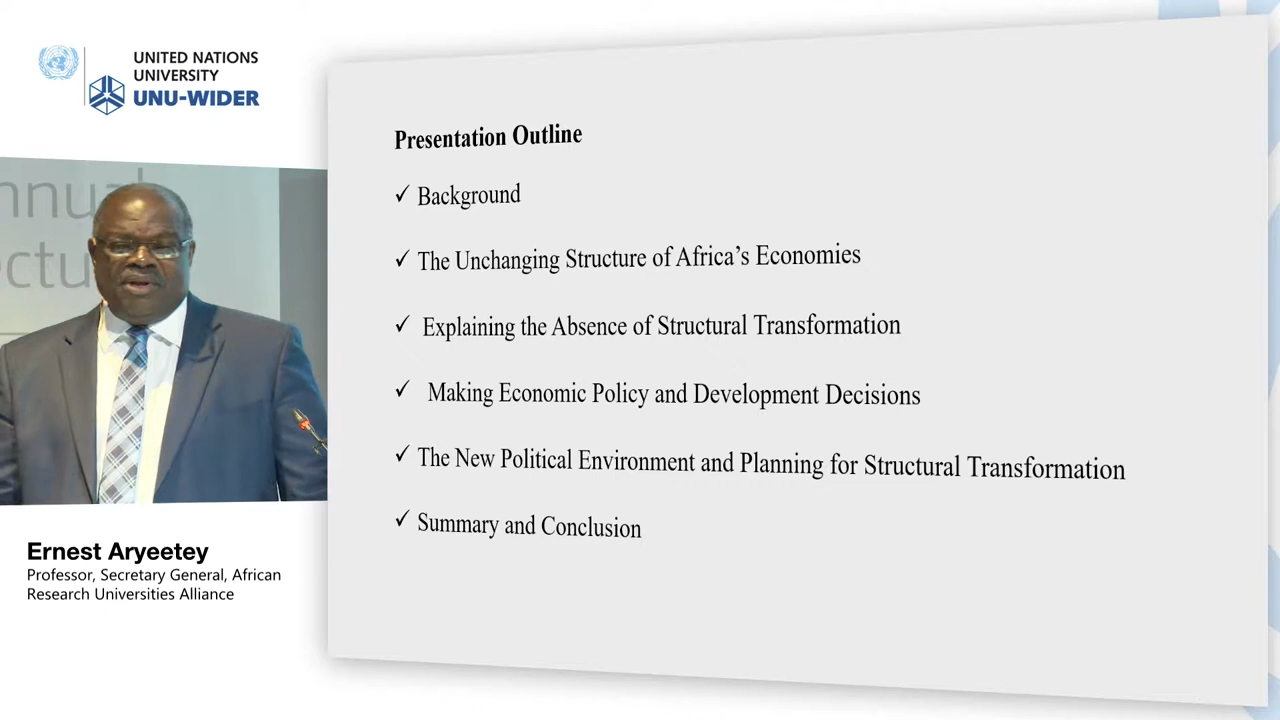 UNITED NATIONS
UNIVERSITY
UNU-WIDER
Ernest Aryeetey
Professor, Secretary General, African
Research Universities Alliance
Presentation Outline
✓ Background
✓ The Unchanging Structure of Africa's Economies
✓ Explaining the Absence of Structural Transformation
✓ Making Economic Policy and Development Decisions
✓ The New Political Environment and Planning for Structural Transformation
✓ Summary and Conclusion